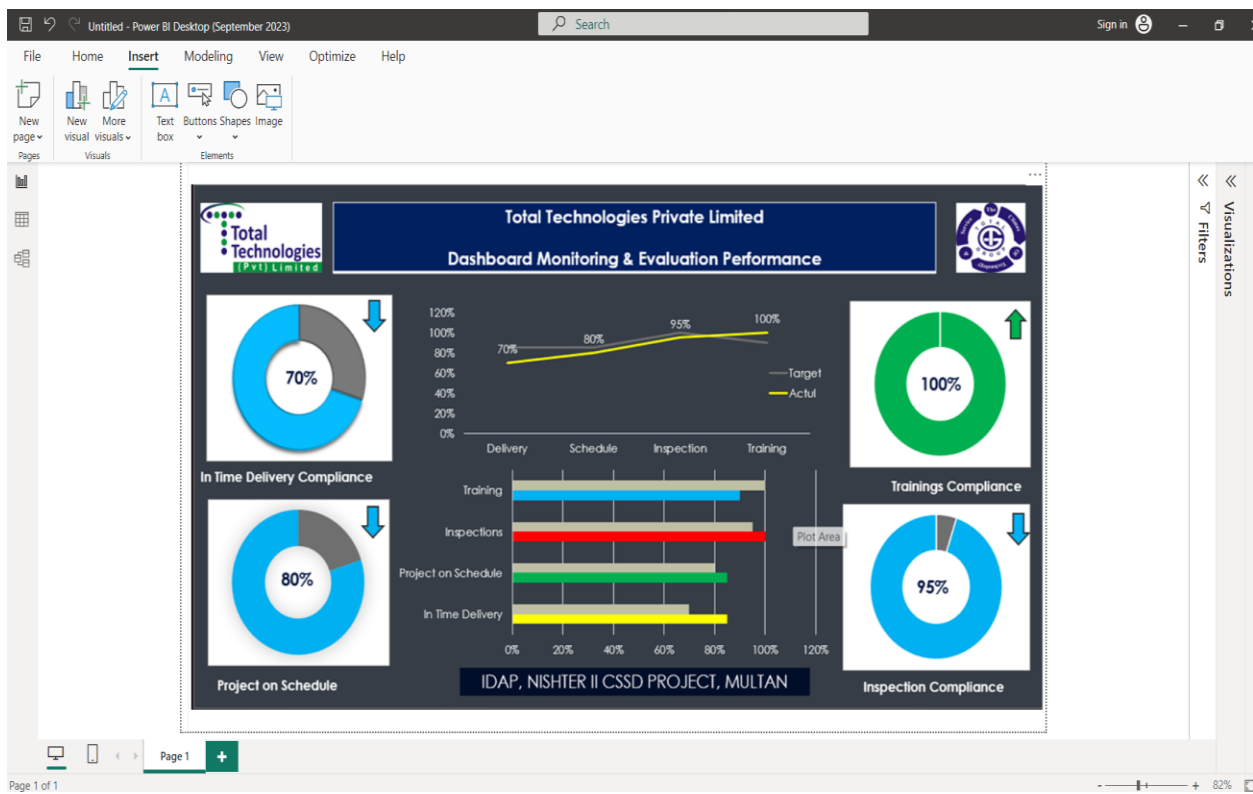 Untitled - Power BI Desktop (September 2023)
Search
Sign in
File Home Insert Modeling View Optimize Help
New page
New visual
More visuals
Text box
Buttons
Shapes
Image
Pages
Visuals
Elements
Total Technologies (Pvt) Limited
Total Technologies Private Limited
Dashboard Monitoring & Evaluation Performance
70%
In Time Delivery Compliance
80%
Project on Schedule
120%
100%
80%
60%
40%
20%
0%
70%
80%
95%
100%
Target
Actul
Delivery Schedule Inspection Training
Training
Inspections
Project on Schedule
In Time Delivery
0% 20% 40% 60% 80% 100% 120%
Plot Area
IDAP, NISHTER II CSSD PROJECT, MULTAN
100%
Trainings Compliance
95%
Inspection Compliance
Filters
Visualizations
Page 1
Page 1 of 1
82%